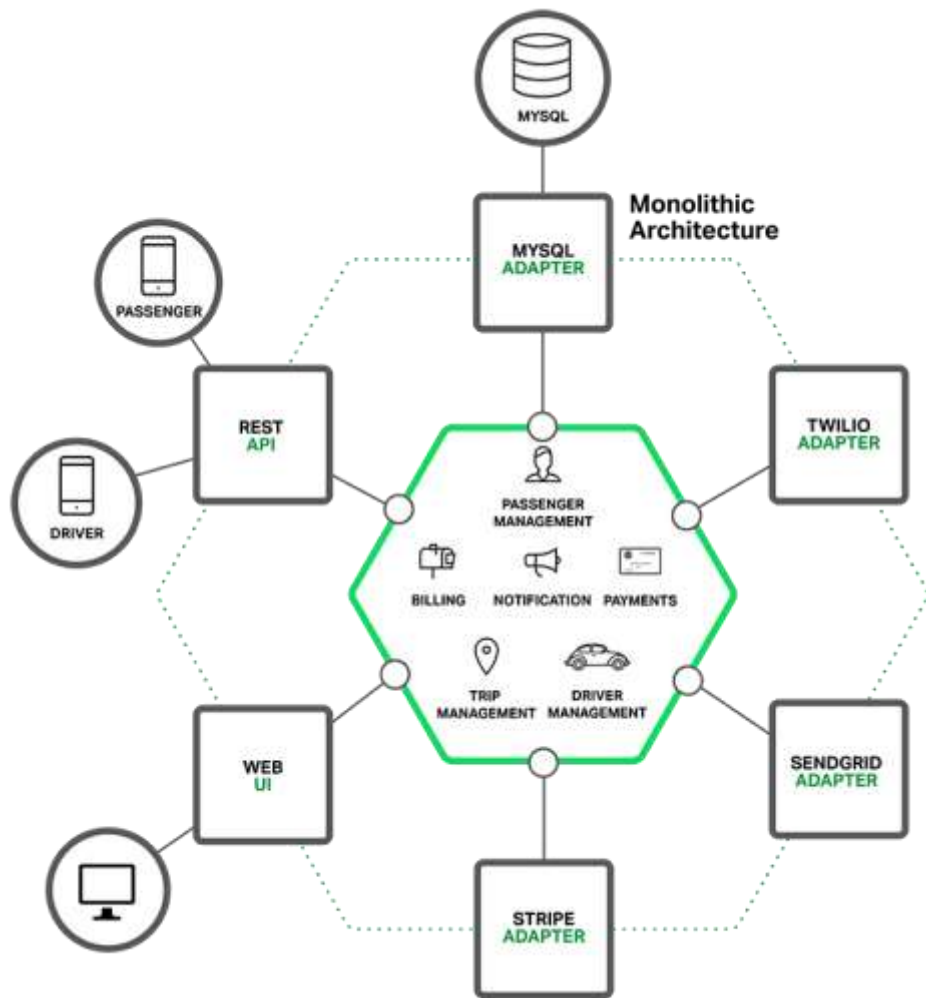 MYSQL
Monolithic
Architecture
MYSQL
ADAPTER
PASSENGER
REST
API
TWILIO
ADAPTER
DRIVER
PASSENGER
MANAGEMENT
BILLING
NOTIFICATION
PAYMENTS
TRIP
MANAGEMENT
DRIVER
MANAGEMENT
WEB
UI
SENDGRID
ADAPTER
STRIPE
ADAPTER